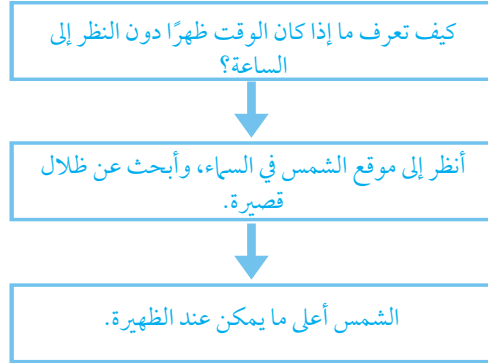 كيف تعرف ما إذا كان الوقت ظهرًا دون النظر إلى
الساعة؟
أنظر إلى موقع الشمس في السماء، وأبحث عن ظلال
قصيرة.
الشمس أعلى ما يمكن عند الظهيرة.